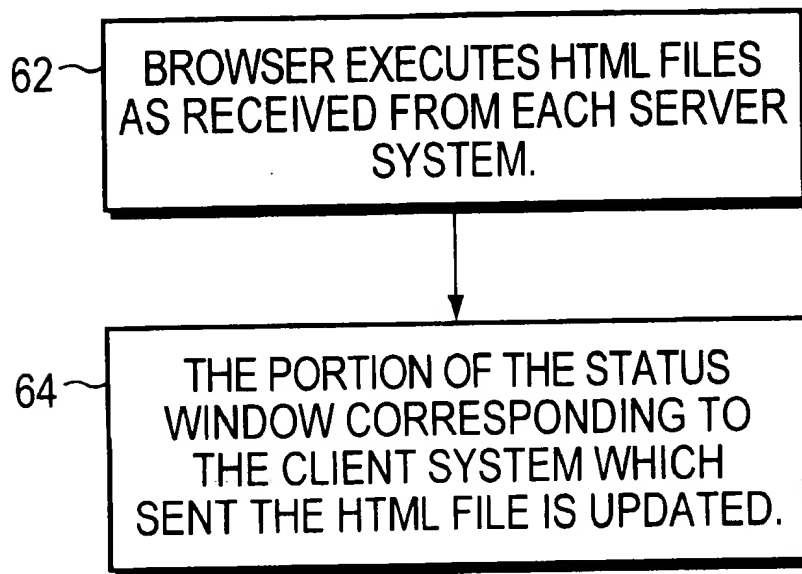 62
BROWSER EXECUTES HTML FILES
AS RECEIVED FROM EACH SERVER
SYSTEM.
64
THE PORTION OF THE STATUS
WINDOW CORRESPONDING TO
THE CLIENT SYSTEM WHICH
SENT THE HTML FILE IS UPDATED.